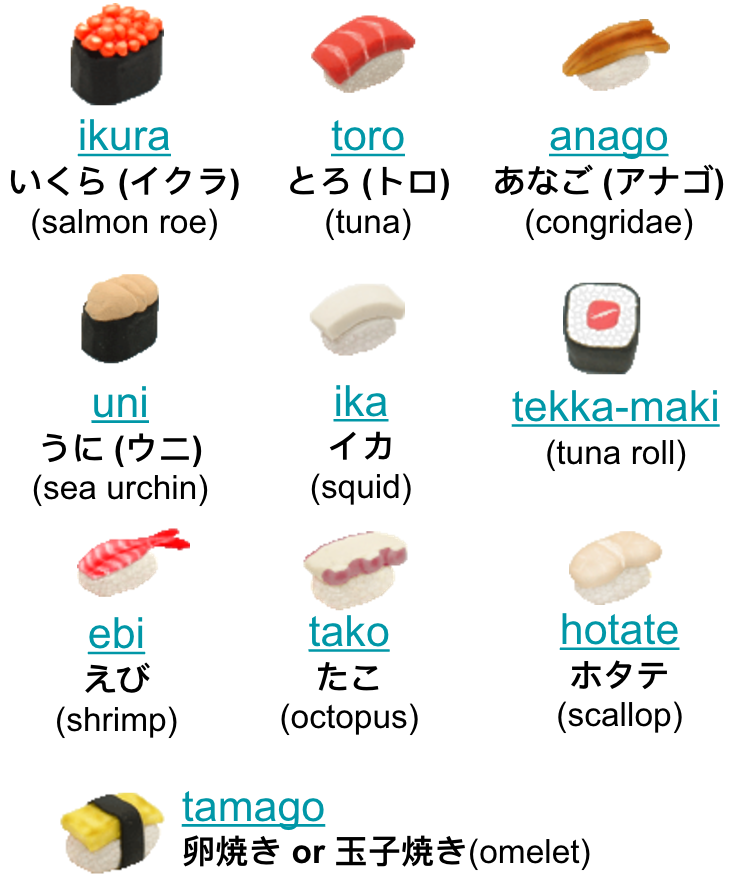 ikura
いくら (イクラ)
(salmon roe)
toro
とろ (トロ)
(tuna)
anago
あなご (アナゴ)
(congridae)
uni
うに (ウニ)
(sea urchin)
ika
イカ
(squid)
tekka-maki
(tuna roll)
ebi
えび
(shrimp)
tako
たこ
(octopus)
hotate
ホタテ
(scallop)
tamago
卵焼き or 玉子焼き(omelet)